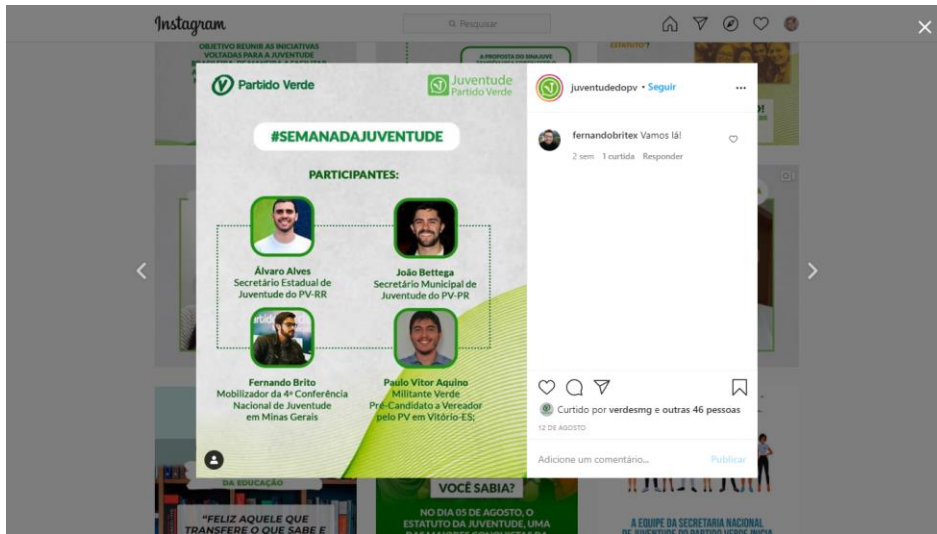 Instagram
Pesquisar
OBJETIVO REUNIR AS INICIATIVAS
VOLTADAS PARA A JUVENTUDE
A PROPOSTA DO SINAJUVE
ESTATUTO"?
Partido Verde
Juventude
Partido Verde
#SEMANADAJUVENTUDE
PARTICIPANTES:
Álvaro Alves
Secretário Estadual de
Juventude do PV-RR
João Bettega
Secretário Municipal de
Juventude do PV-PR
Fernando Brito
Mobilizador da 4ª Conferência
Nacional de Juventude
em Minas Gerais
Paulo Vitor Aquino
Militante Verde
Pré-Candidato a Vereador
pelo PV em Vitório-ES;
juventudedopv • Seguir
fernandobritex Vamos lá!
2 sem 1 curtida Responder
Curtido por verdesmg e outras 46 pessoas
12 DE AGOSTO
Adicione um comentário... Publicar
DA EDUCAÇÃO
"FELIZ AQUELE QUE
TRANSFERE O QUE SABE E
VOCÊ SABIA?
NO DIA 05 DE AGOSTO, O
ESTATUTO DA JUVENTUDE, UMA
DAS MAIORES CONQUISTAS DA
A EQUIPE DA SECRETARIA NACIONAL
DE JUVENTUDE DO PARTIDO VERDE INICIA